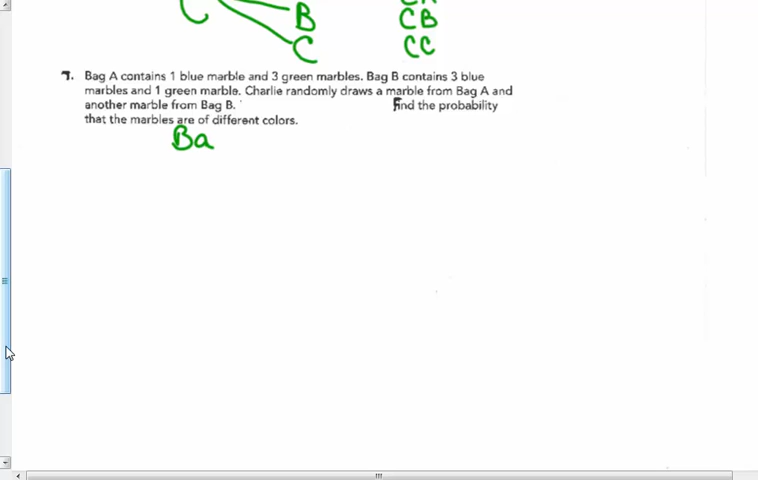 C
B
CB
C
CC
7. Bag A contains 1 blue marble and 3 green marbles. Bag B contains 3 blue
marbles and 1 green marble. Charlie randomly draws a marble from Bag A and
another marble from Bag B. Find the probability
that the marbles are of different colors.
Ba